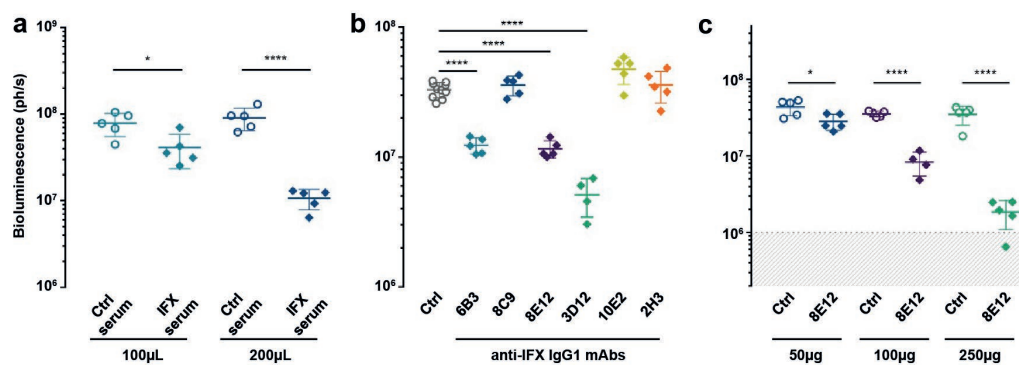 a
Bioluminescence (ph/s)
10⁹
10⁸
10⁷
10⁶
*
****
Ctrl serum
IFX serum
Ctrl serum
IFX serum
100µL
200µL
b
10⁸
10⁷
10⁶
****
****
****
Ctrl
6B3
8C9
8E12
3D12
10E2
2H3
anti-IFX IgG1 mAbs
c
10⁸
10⁷
10⁶
*
****
****
Ctrl
8E12
Ctrl
8E12
Ctrl
8E12
50µg
100µg
250µg